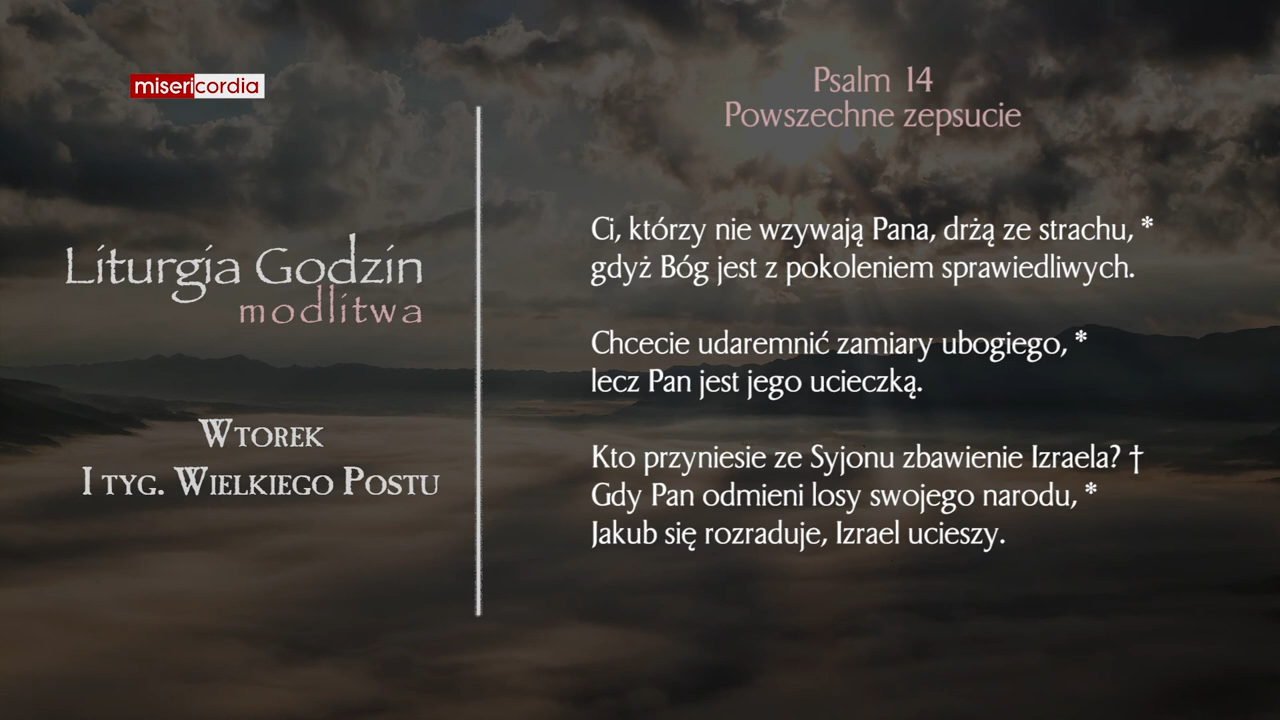 misericordia
Liturgia Godzin
modlitwa
Wtorek
I tyg. Wielkiego Postu
Psalm 14
Powszechne zepsucie
Ci, którzy nie wzywają Pana, drżą ze strachu, *
gdyż Bóg jest z pokoleniem sprawiedliwych.
Chcecie udaremnić zamiary ubogiego, *
lecz Pan jest jego ucieczką.
Kto przyniesie ze Syjonu zbawienie Izraela? †
Gdy Pan odmieni losy swojego narodu, *
Jakub się rozraduje, Izrael ucieszy.